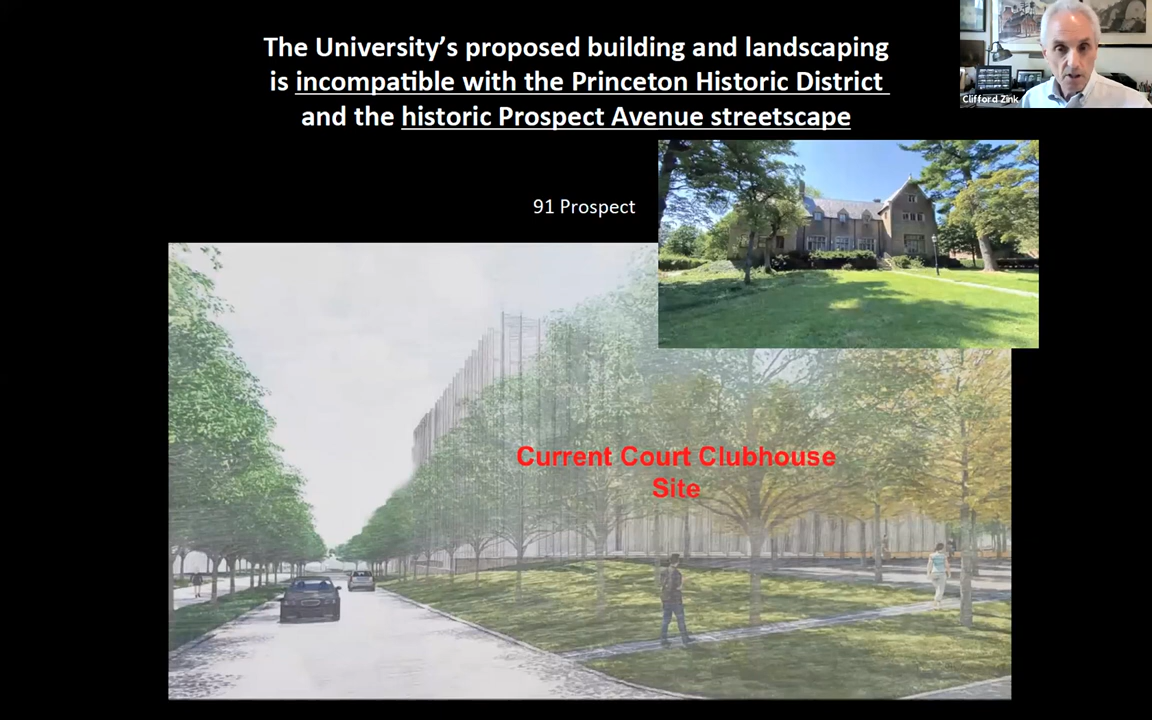 The University’s proposed building and landscaping
is incompatible with the Princeton Historic District
and the historic Prospect Avenue streetscape
Clifford Zink
91 Prospect
Current Court Clubhouse
Site